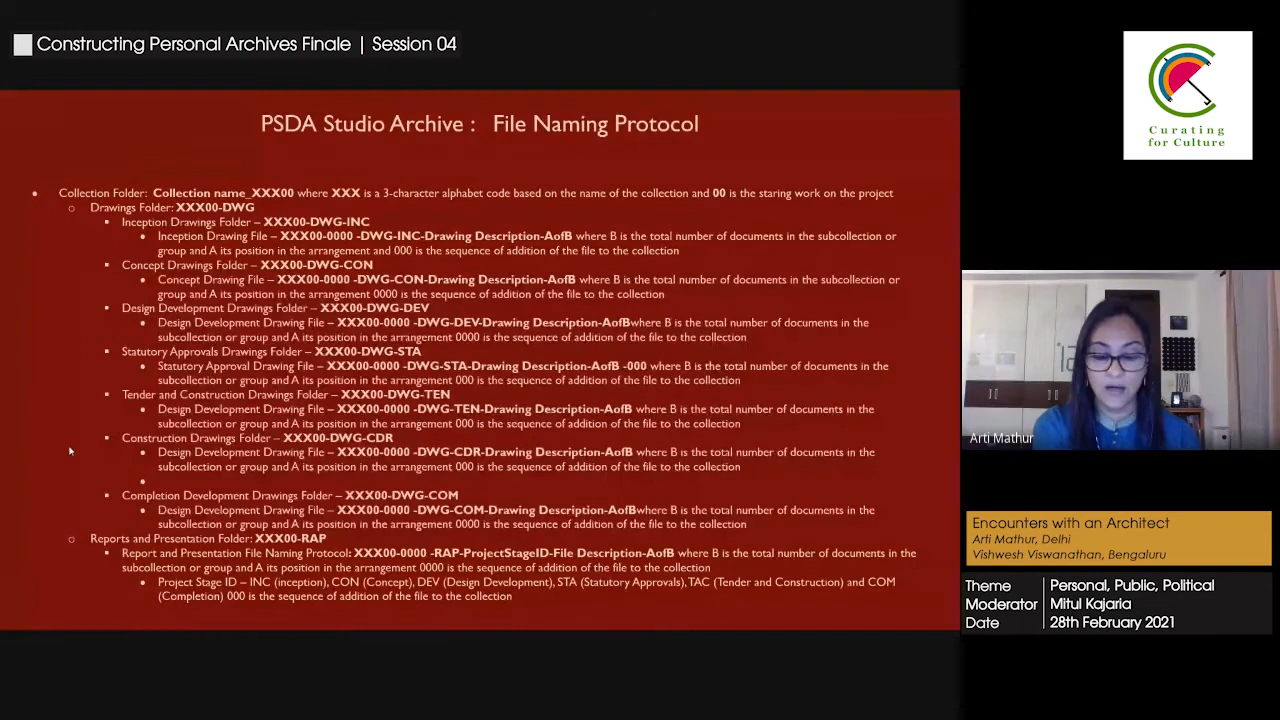 Constructing Personal Archives Finale | Session 04
PSDA Studio Archive : File Naming Protocol
• Collection Folder: Collection name_XXX00 where XXX is a 3-character alphabet code based on the name of the collection and 00 is the staring work on the project
o Drawings Folder: XXX00-DWG
▪ Inception Drawings Folder – XXX00-DWG-INC
• Inception Drawing File – XXX00-0000 -DWG-INC-Drawing Description-AofB where B is the total number of documents in the subcollection or
group and A its position in the arrangement and 000 is the sequence of addition of the file to the collection
▪ Concept Drawings Folder – XXX00-DWG-CON
• Concept Drawing File – XXX00-0000 -DWG-CON-Drawing Description-AofB where B is the total number of documents in the subcollection or
group and A its position in the arrangement 0000 is the sequence of addition of the file to the collection
▪ Design Development Drawings Folder – XXX00-DWG-DEV
• Design Development Drawing File – XXX00-0000 -DWG-DEV-Drawing Description-AofBwhere B is the total number of documents in the
subcollection or group and A its position in the arrangement 0000 is the sequence of addition of the file to the collection
▪ Statutory Approvals Drawings Folder – XXX00-DWG-STA
• Statutory Approval Drawing File – XXX00-0000 -DWG-STA-Drawing Description-AofB -000 where B is the total number of documents in the
subcollection or group and A its position in the arrangement 000 is the sequence of addition of the file to the collection
▪ Tender and Construction Drawings Folder – XXX00-DWG-TEN
• Design Development Drawing File – XXX00-0000 -DWG-TEN-Drawing Description-AofB where B is the total number of documents in the
subcollection or group and A its position in the arrangement 000 is the sequence of addition of the file to the collection
▪ Construction Drawings Folder – XXX00-DWG-CDR
• Design Development Drawing File – XXX00-0000 -DWG-CDR-Drawing Description-AofB where B is the total number of documents in the
subcollection or group and A its position in the arrangement 000 is the sequence of addition of the file to the collection
•
▪ Completion Development Drawings Folder – XXX00-DWG-COM
• Design Development Drawing File – XXX00-0000 -DWG-COM-Drawing Description-AofBwhere B is the total number of documents in the
subcollection or group and A its position in the arrangement 0000 is the sequence of addition of the file to the collection
o Reports and Presentation Folder: XXX00-RAP
▪ Report and Presentation File Naming Protocol: XXX00-0000 -RAP-ProjectStageID-File Description-AofB where B is the total number of documents in the
subcollection or group and A its position in the arrangement 0000 is the sequence of addition of the file to the collection
• Project Stage ID – INC (inception), CON (Concept), DEV (Design Development), STA (Statutory Approvals), TAC (Tender and Construction) and COM
(Completion) 000 is the sequence of addition of the file to the collection
Curating
for Culture
Arti Mathur
Encounters with an Architect
Arti Mathur, Delhi
Vishwesh Viswanathan, Bengaluru
Theme Personal, Public, Political
Moderator Mitul Kajaria
Date 28th February 2021